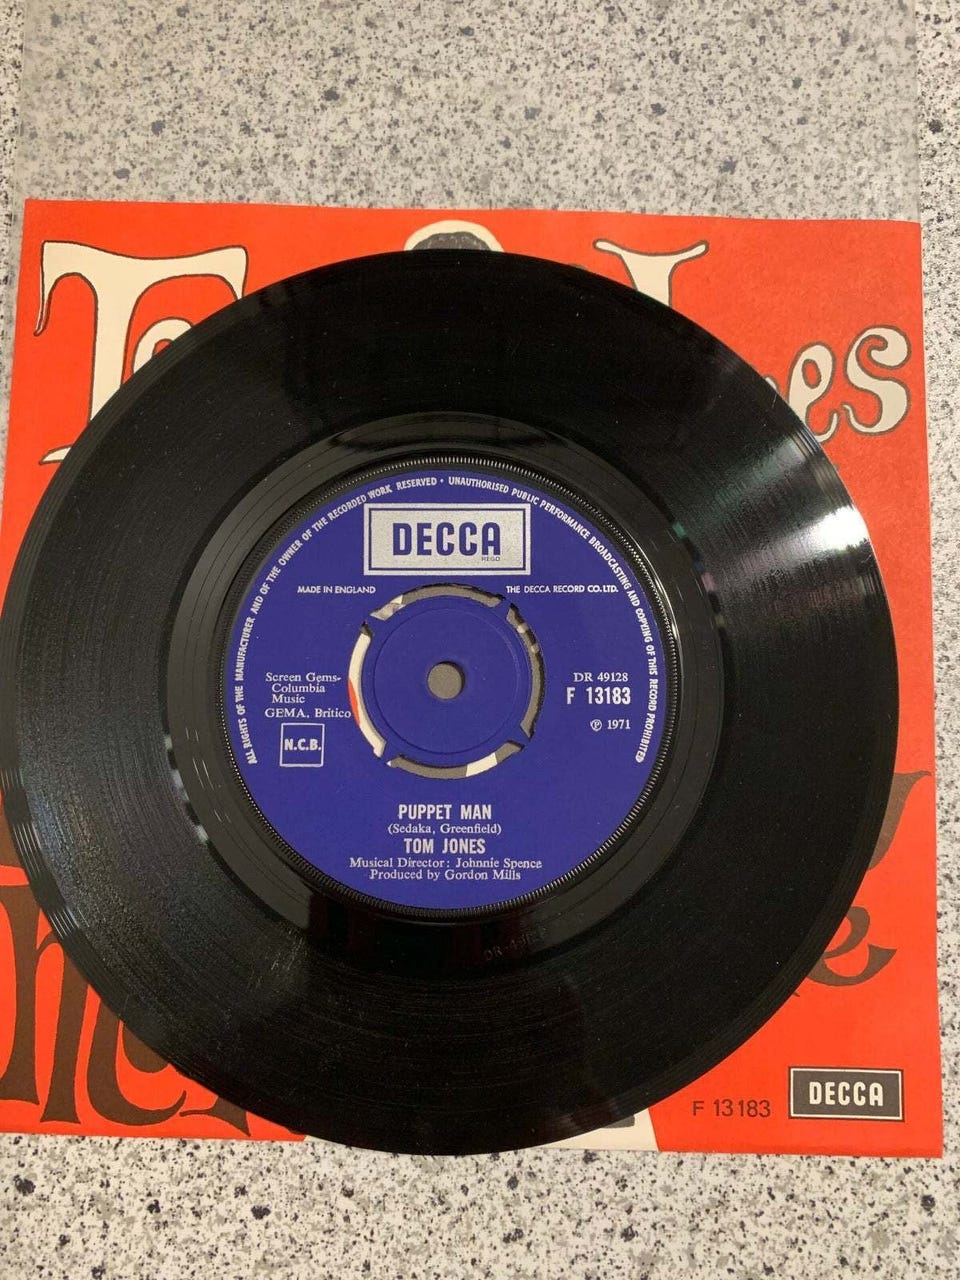 ALL RIGHTS OF THE MANUFACTURER AND OF THE OWNER OF THE RECORDED WORK RESERVED • UNAUTHORISED PUBLIC PERFORMANCE BROADCASTING AND COPYING OF THIS RECORD PROHIBITED
DECCA
REGD
MADE IN ENGLAND THE DECCA RECORD CO. LTD.
Screen Gems-
Columbia
Music
GEMA, Britico
N.C.B.
DR 49128
F 13183
℗ 1971
PUPPET MAN
(Sedaka, Greenfield)
TOM JONES
Musical Director: Johnnie Spence
Produced by Gordon Mills
F 13183 DECCA